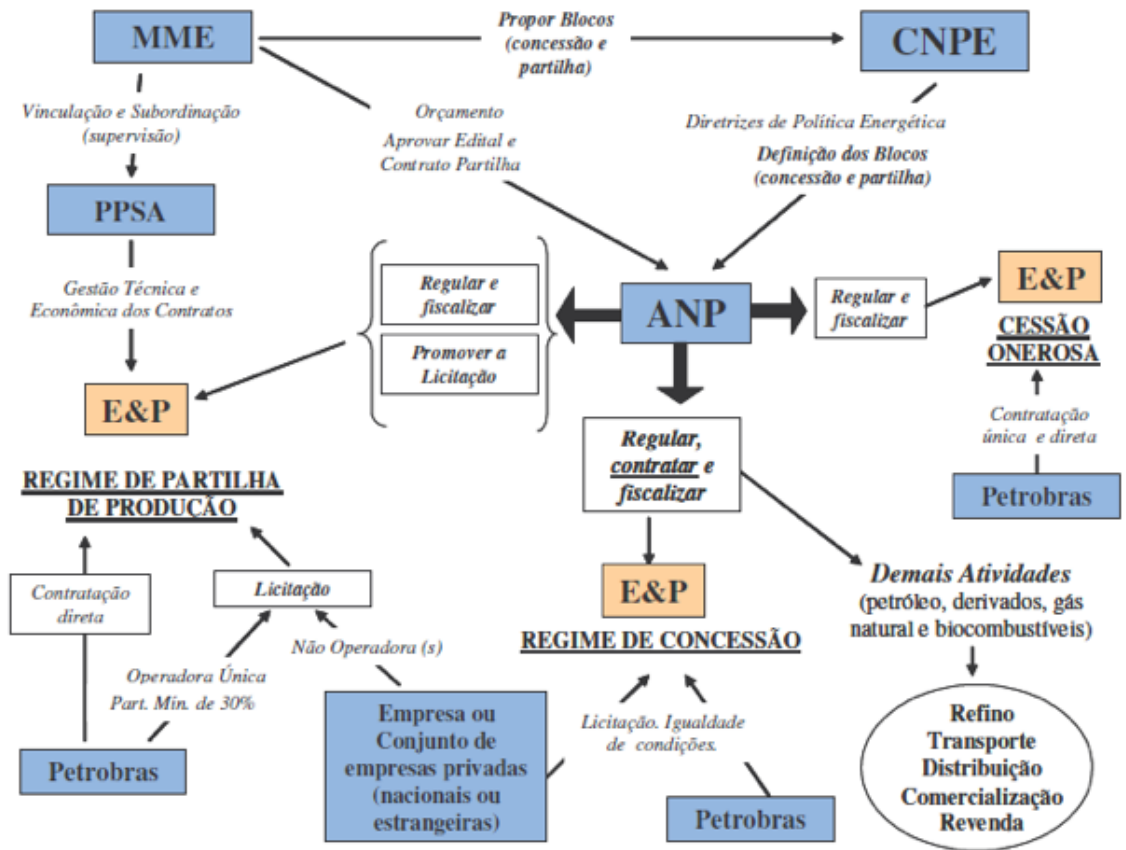 MME
Propor Blocos
(concessão e
partilha)
CNPE
Vinculação e Subordinação
(supervisão)
Orçamento
Aprovar Edital e
Contrato Partilha
Diretrizes de Política Energética
Definição dos Blocos
(concessão e partilha)
PPSA
Gestão Técnica e
Econômica dos Contratos
Regular e
fiscalizar
Promover a
Licitação
ANP
Regular e
fiscalizar
E&P
CESSÃO
ONEROSA
Contratação
única e direta
Petrobras
E&P
REGIME DE PARTILHA
DE PRODUÇÃO
Regular,
contratar e
fiscalizar
Contratação
direta
Licitação
Não Operadora (s)
Operadora Única
Part. Mín. de 30%
Petrobras
Empresa ou
Conjunto de
empresas privadas
(nacionais ou
estrangeiras)
E&P
REGIME DE CONCESSÃO
Licitação. Igualdade
de condições.
Petrobras
Demais Atividades
(petróleo, derivados, gás
natural e biocombustíveis)
Refino
Transporte
Distribuição
Comercialização
Revenda